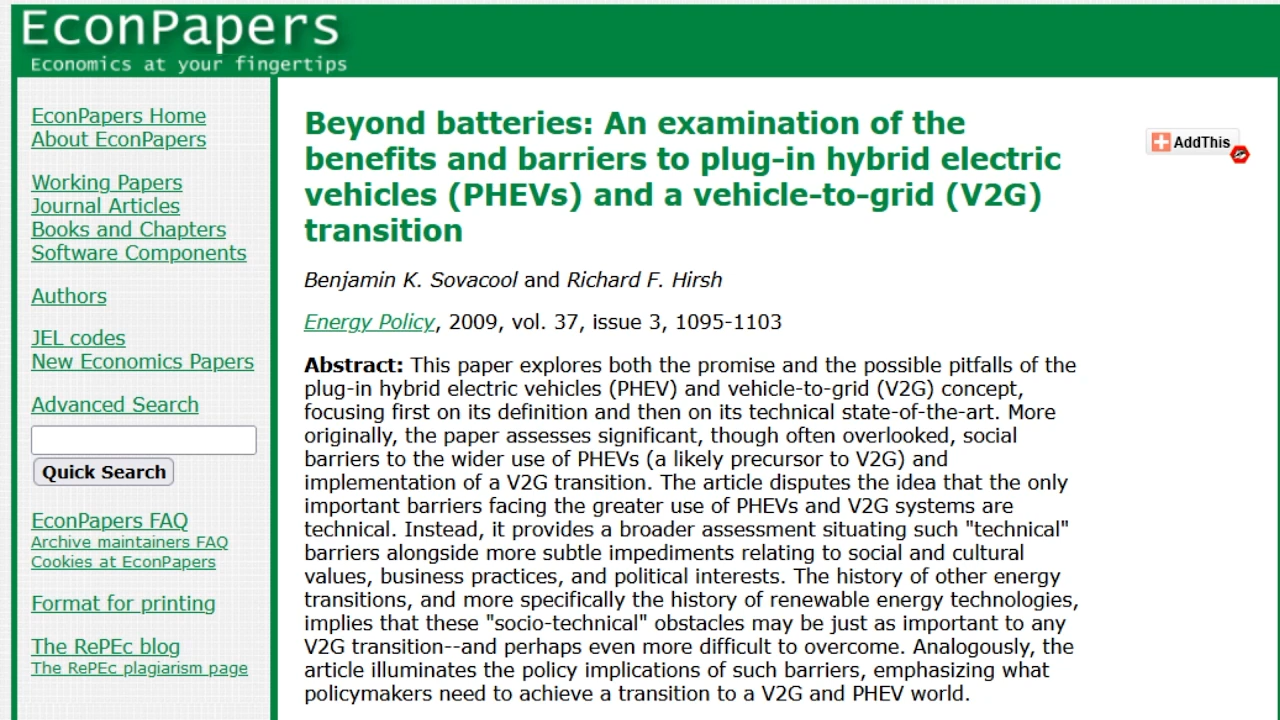 EconPapers
Economics at your fingertips
EconPapers Home
About EconPapers
Working Papers
Journal Articles
Books and Chapters
Software Components
Authors
JEL codes
New Economics Papers
Advanced Search
Quick Search
EconPapers FAQ
Archive maintainers FAQ
Cookies at EconPapers
Format for printing
The RePEc blog
The RePEc plagiarism page
Beyond batteries: An examination of the
benefits and barriers to plug-in hybrid electric
vehicles (PHEVs) and a vehicle-to-grid (V2G)
transition
AddThis
Benjamin K. Sovacool and Richard F. Hirsh
Energy Policy, 2009, vol. 37, issue 3, 1095-1103
Abstract: This paper explores both the promise and the possible pitfalls of the
plug-in hybrid electric vehicles (PHEV) and vehicle-to-grid (V2G) concept,
focusing first on its definition and then on its technical state-of-the-art. More
originally, the paper assesses significant, though often overlooked, social
barriers to the wider use of PHEVs (a likely precursor to V2G) and
implementation of a V2G transition. The article disputes the idea that the only
important barriers facing the greater use of PHEVs and V2G systems are
technical. Instead, it provides a broader assessment situating such "technical"
barriers alongside more subtle impediments relating to social and cultural
values, business practices, and political interests. The history of other energy
transitions, and more specifically the history of renewable energy technologies,
implies that these "socio-technical" obstacles may be just as important to any
V2G transition--and perhaps even more difficult to overcome. Analogously, the
article illuminates the policy implications of such barriers, emphasizing what
policymakers need to achieve a transition to a V2G and PHEV world.